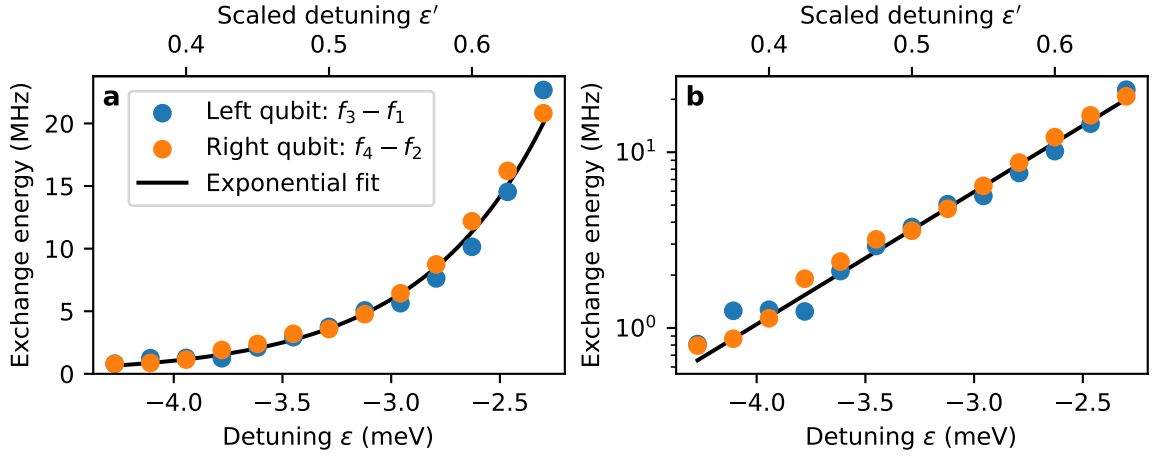 Scaled detuning ε′
0.4 0.5 0.6
a
Left qubit: f₃ − f₁
Right qubit: f₄ − f₂
Exponential fit
Exchange energy (MHz)
20
15
10
5
0
−4.0 −3.5 −3.0 −2.5
Detuning ε (meV)
Scaled detuning ε′
0.4 0.5 0.6
b
Exchange energy (MHz)
10¹
10⁰
−4.0 −3.5 −3.0 −2.5
Detuning ε (meV)